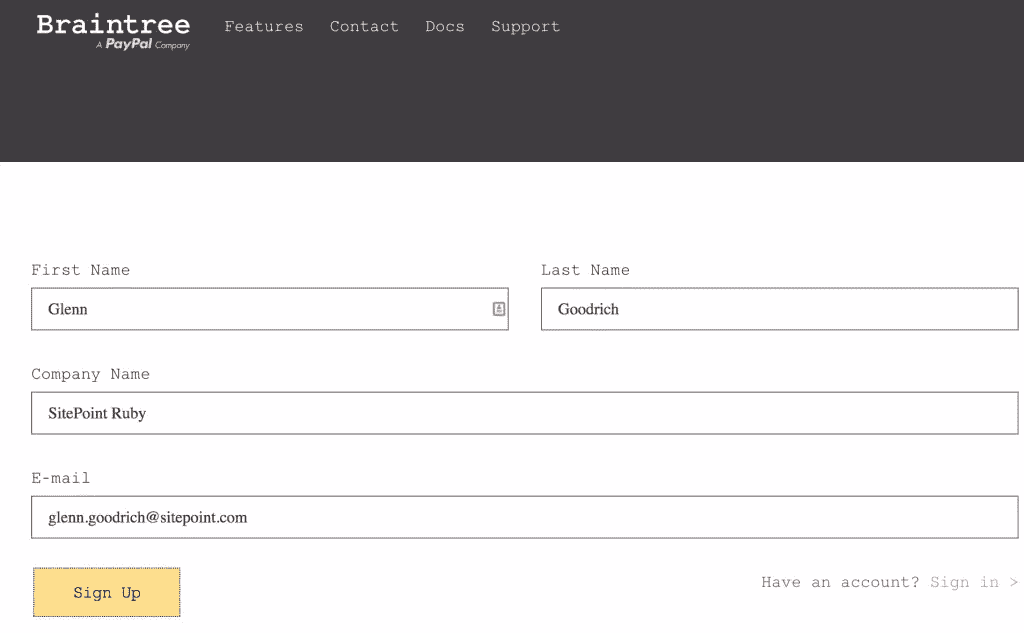 Braintree Features Contact Docs Support
A PayPal Company
First Name Last Name
Glenn Goodrich
Company Name
SitePoint Ruby
E-mail
glenn.goodrich@sitepoint.com
Have an account? Sign in >
Sign Up